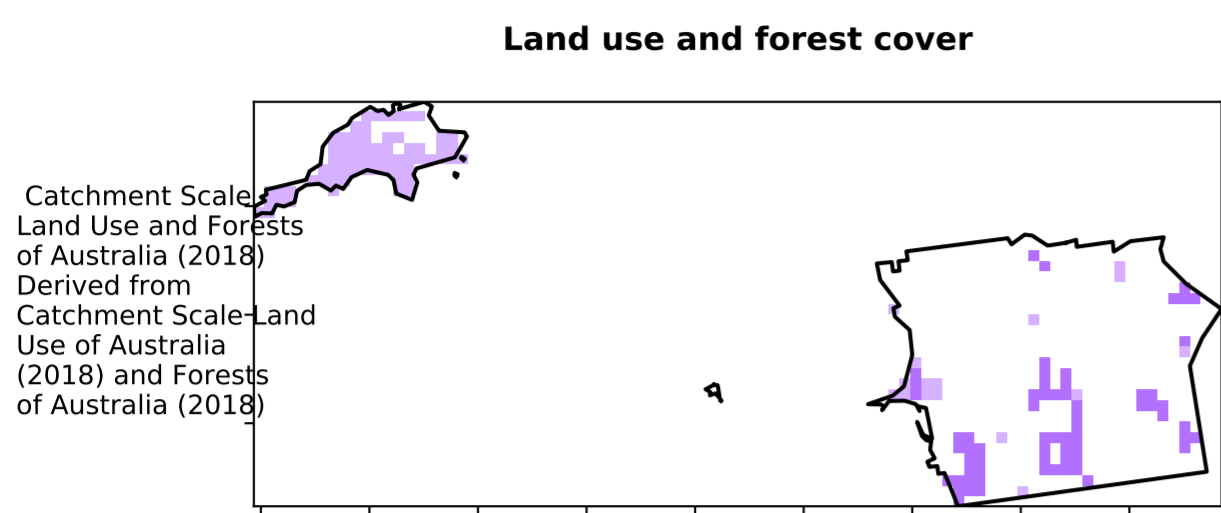 Land use and forest cover
Catchment Scale
Land Use and Forests
of Australia (2018)
Derived from
Catchment Scale Land
Use of Australia
(2018) and Forests
of Australia (2018)